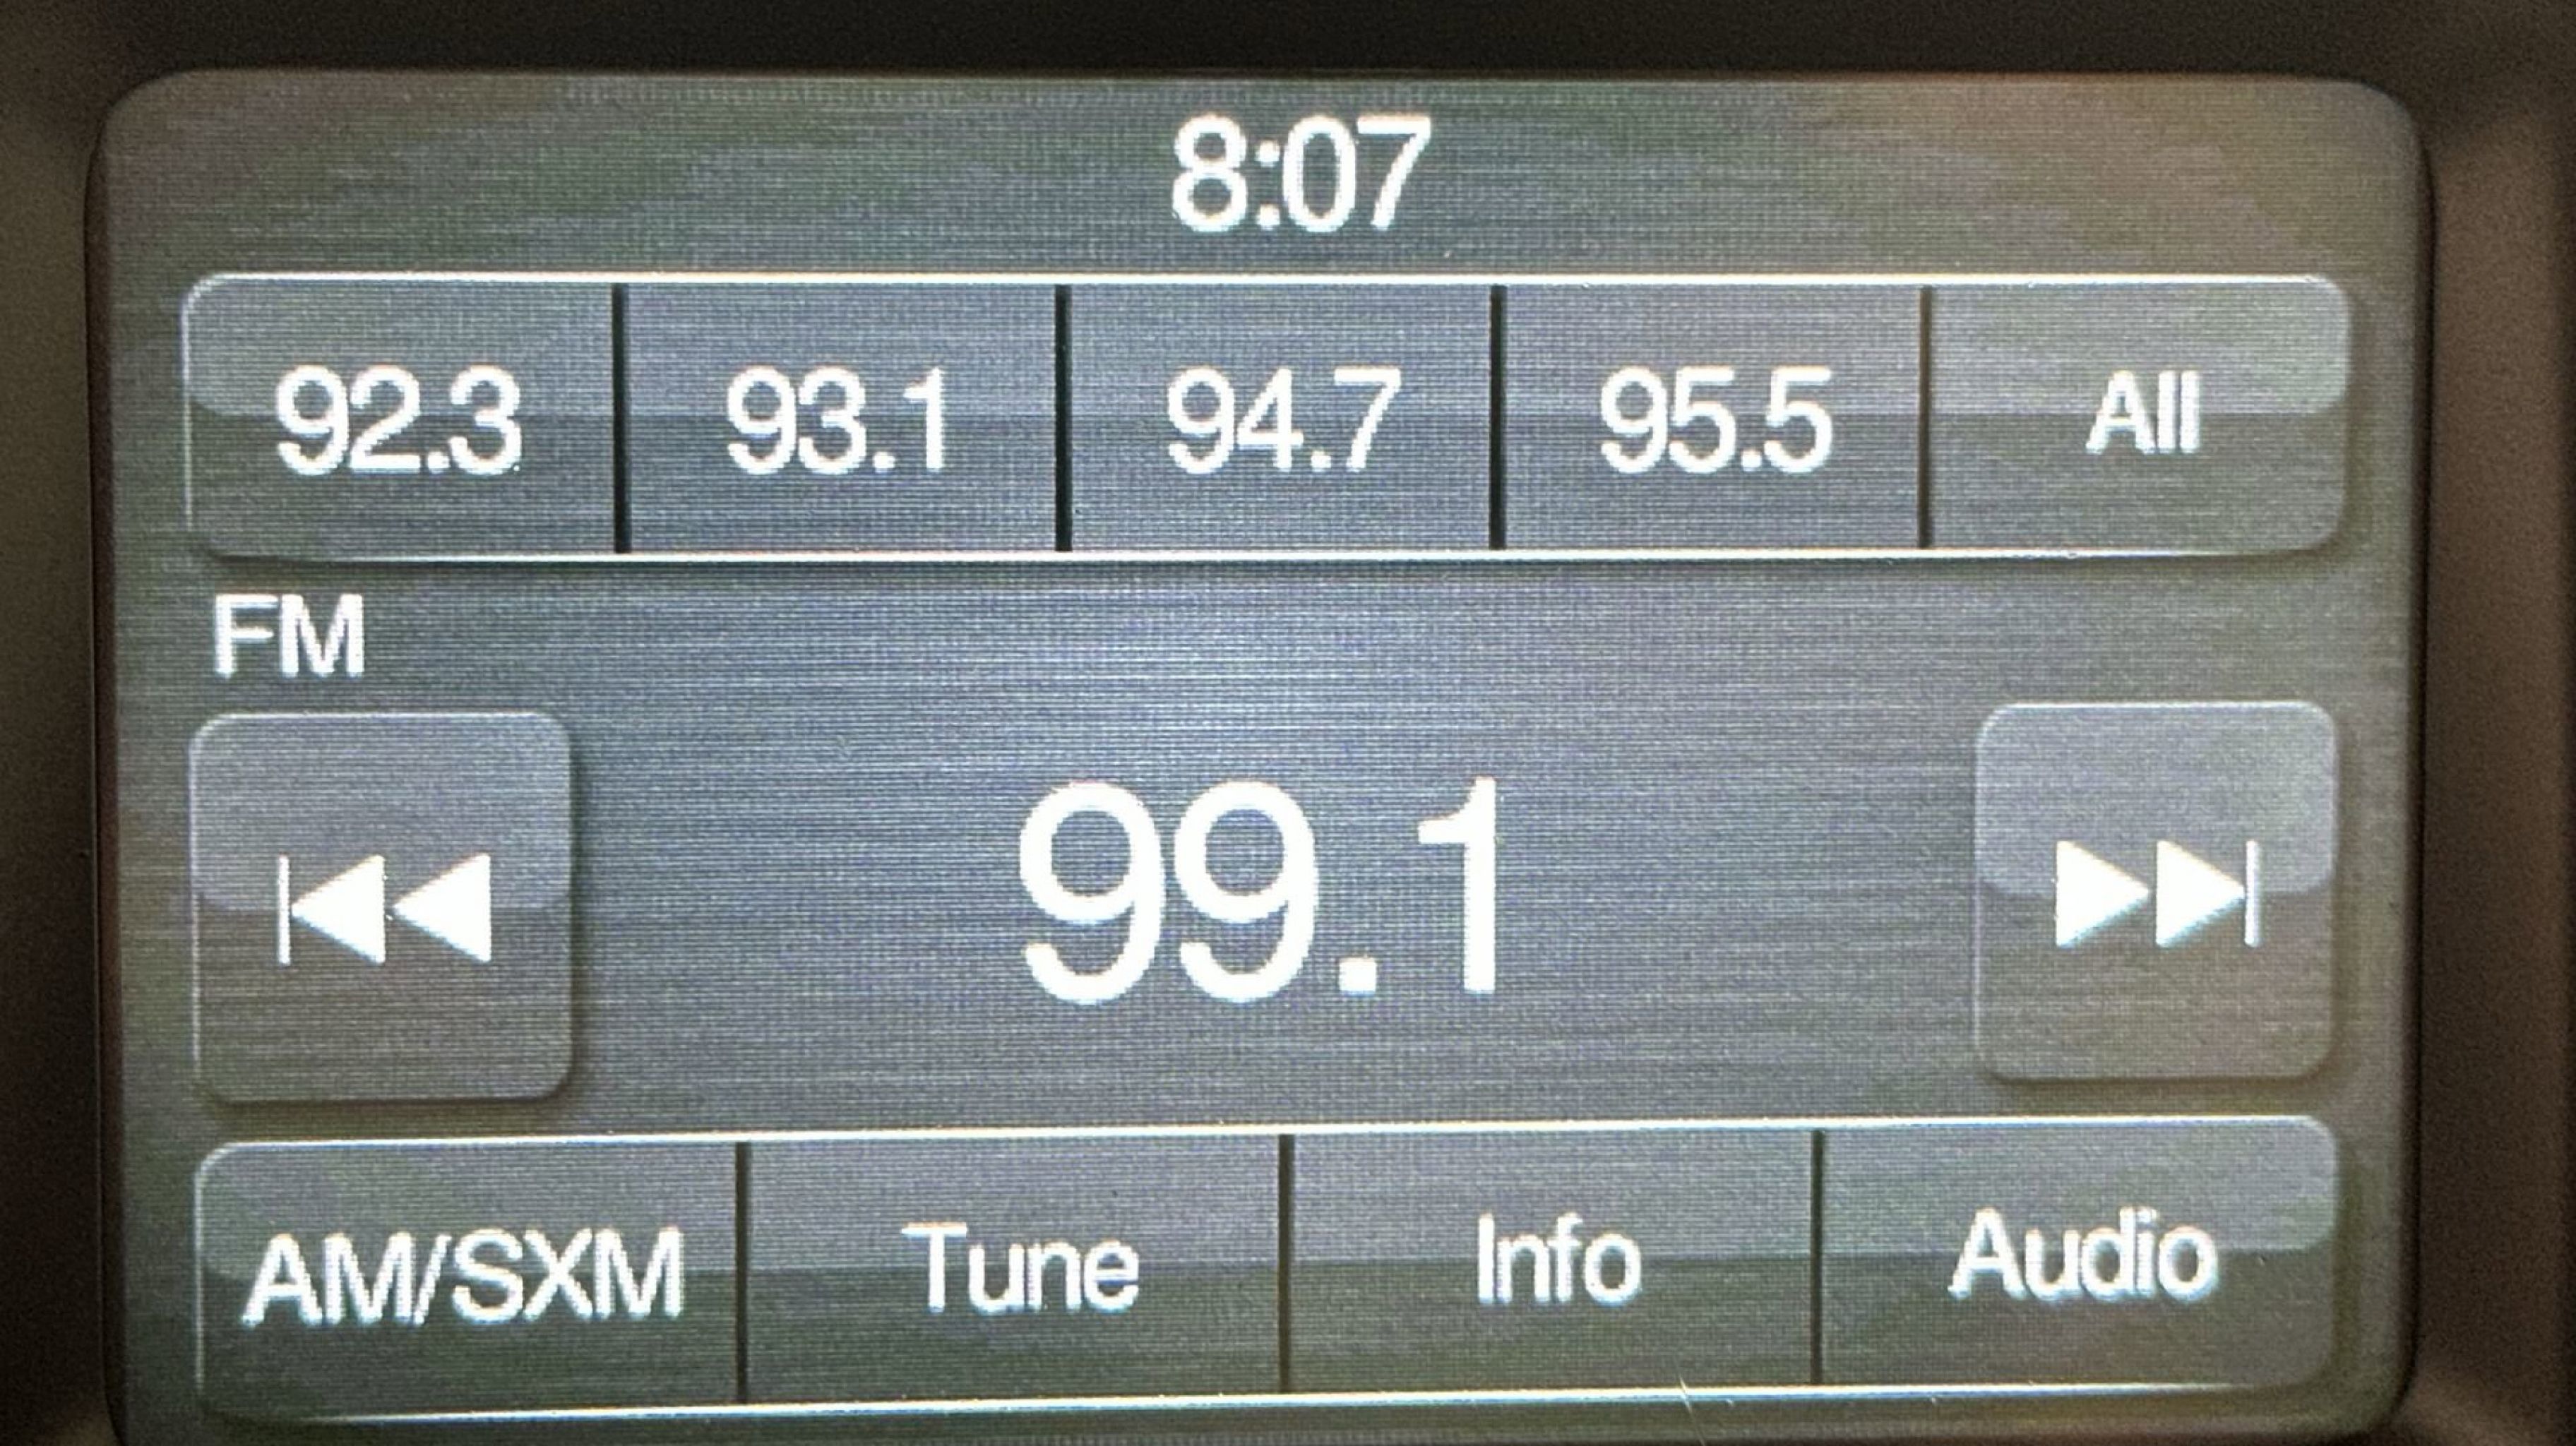 8:07
92.3 93.1 94.7 95.5 All
FM
99.1
AM/SXM Tune Info Audio